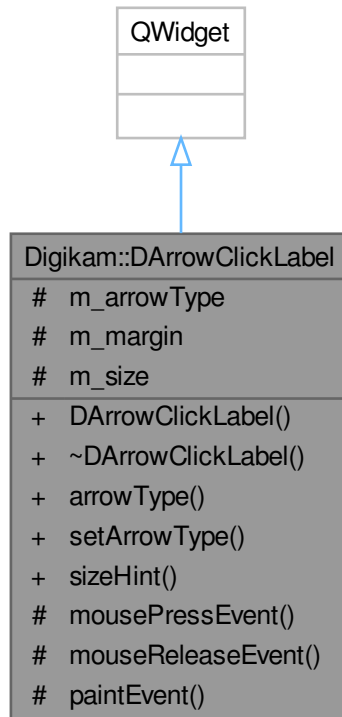 QWidget
Digikam::DArrowClickLabel
# m_arrowType
# m_margin
# m_size
+ DArrowClickLabel()
+ ~DArrowClickLabel()
+ arrowType()
+ setArrowType()
+ sizeHint()
# mousePressEvent()
# mouseReleaseEvent()
# paintEvent()